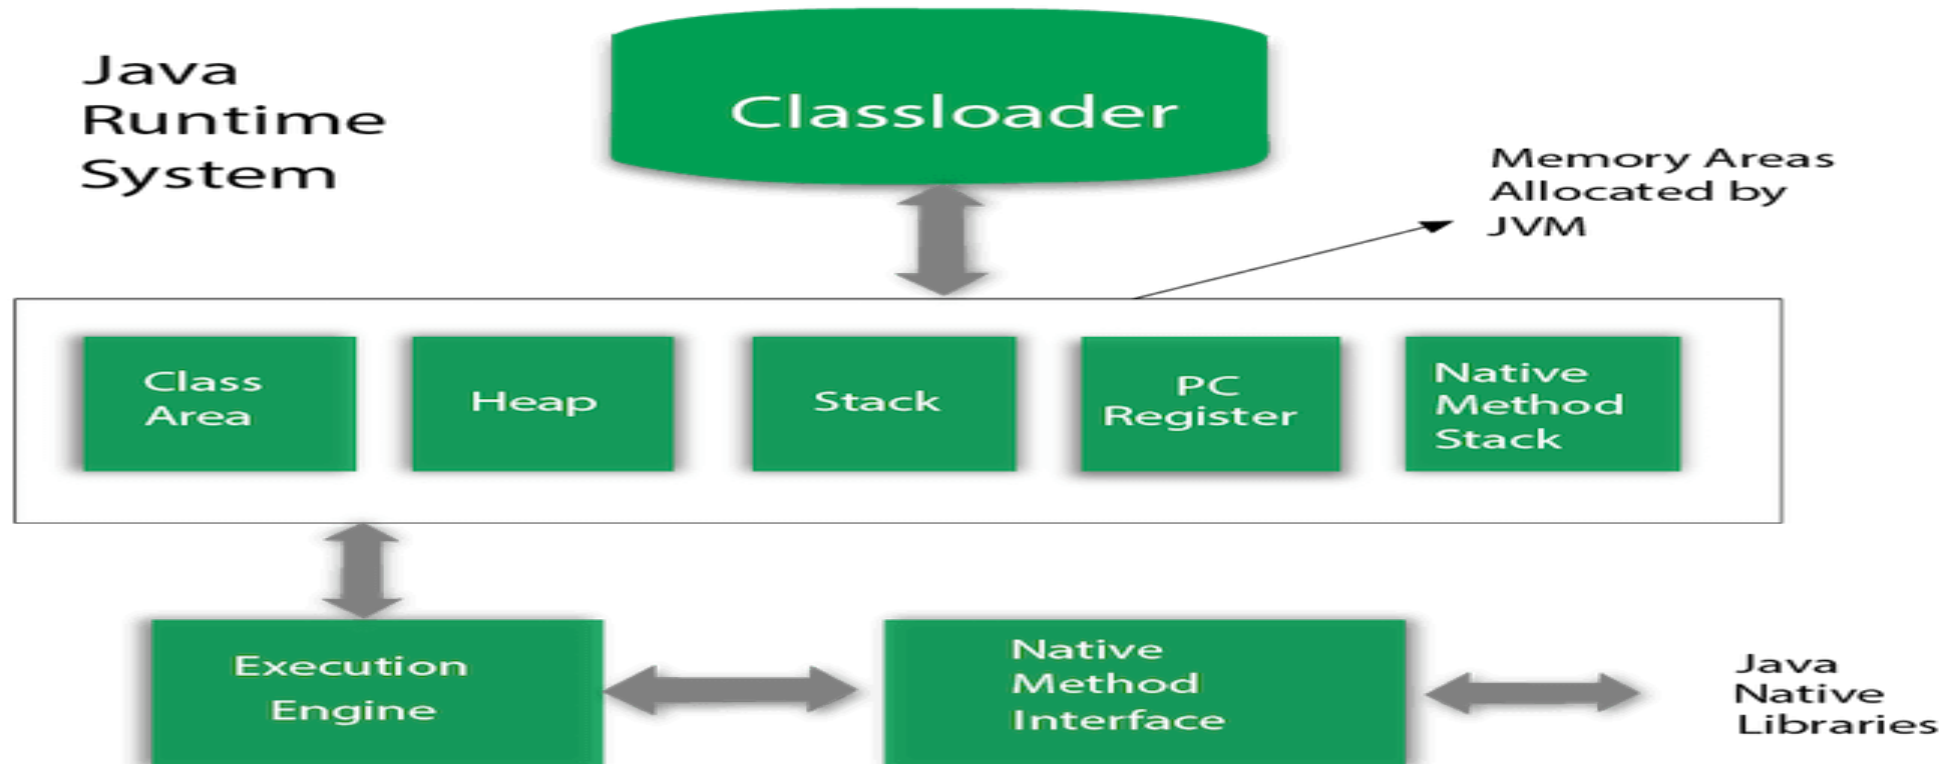 Java
Runtime
System
Classloader
Memory Areas
Allocated by
JVM
Class
Area
Heap
Stack
PC
Register
Native
Method
Stack
Execution
Engine
Native
Method
Interface
Java
Native
Libraries